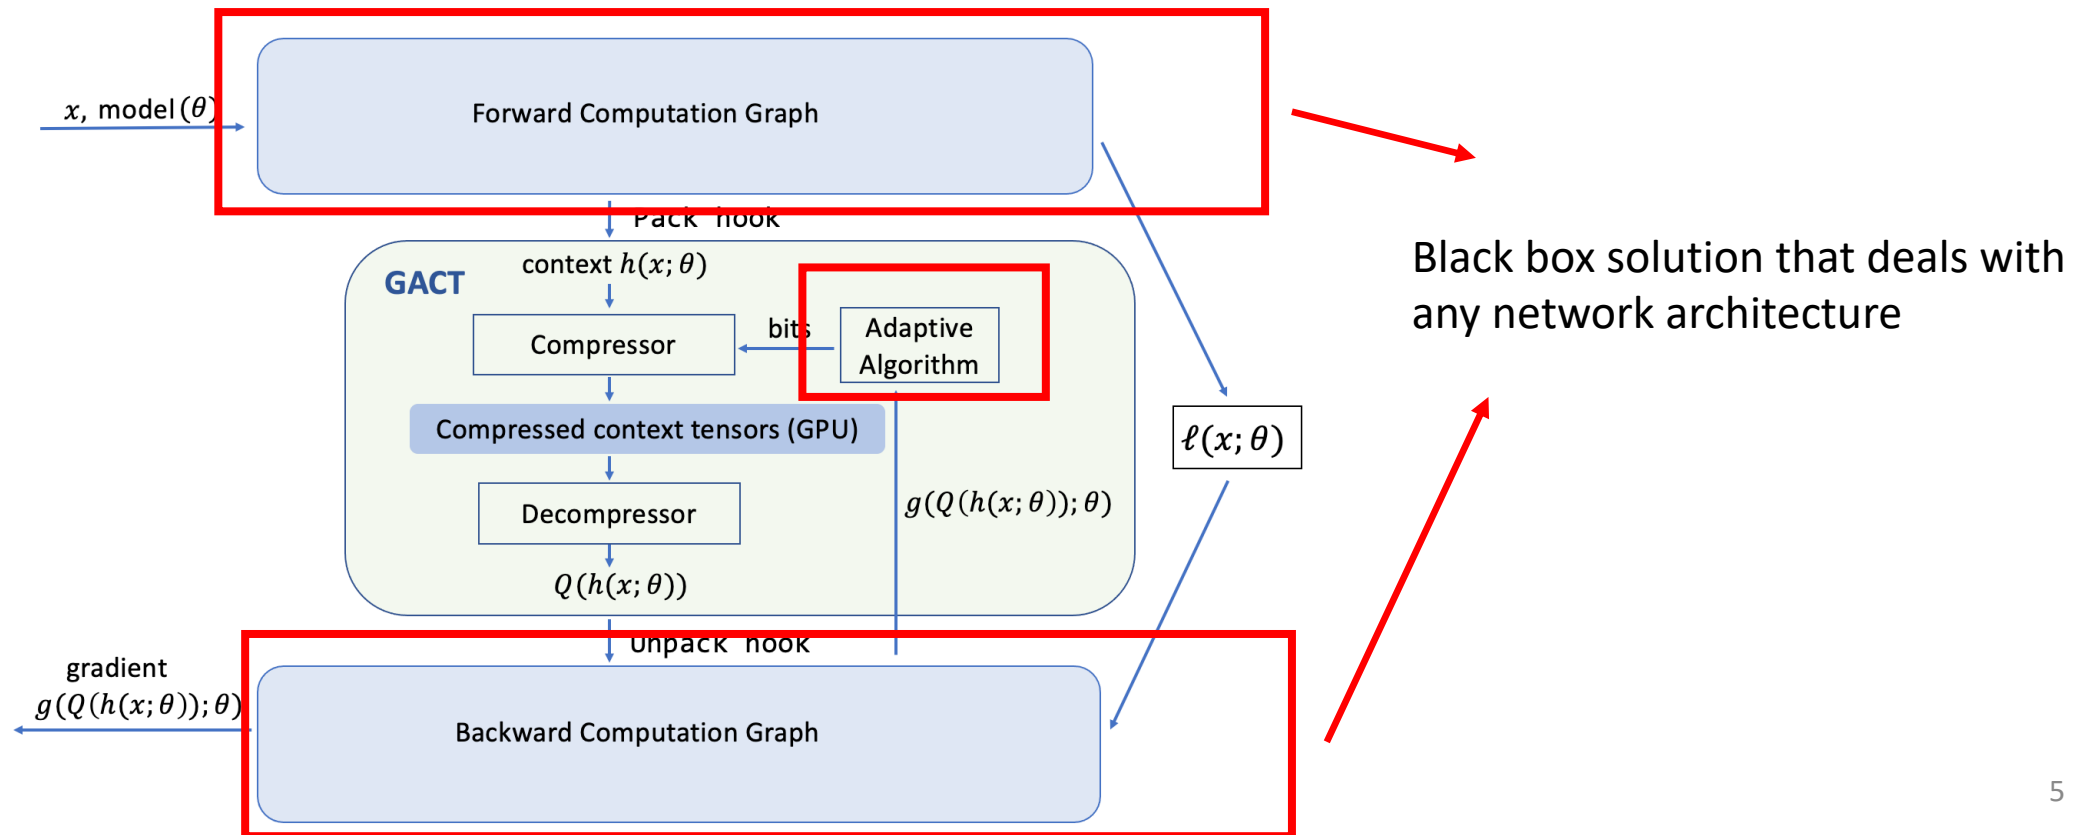 x, model(θ)
Forward Computation Graph
Pack hook
GACT
context h(x; θ)
Compressor
bits
Adaptive
Algorithm
Compressed context tensors (GPU)
Decompressor
Q(h(x; θ))
g(Q(h(x; θ)); θ)
ℓ(x; θ)
Unpack hook
gradient
g(Q(h(x; θ)); θ)
Backward Computation Graph
Black box solution that deals with
any network architecture
5